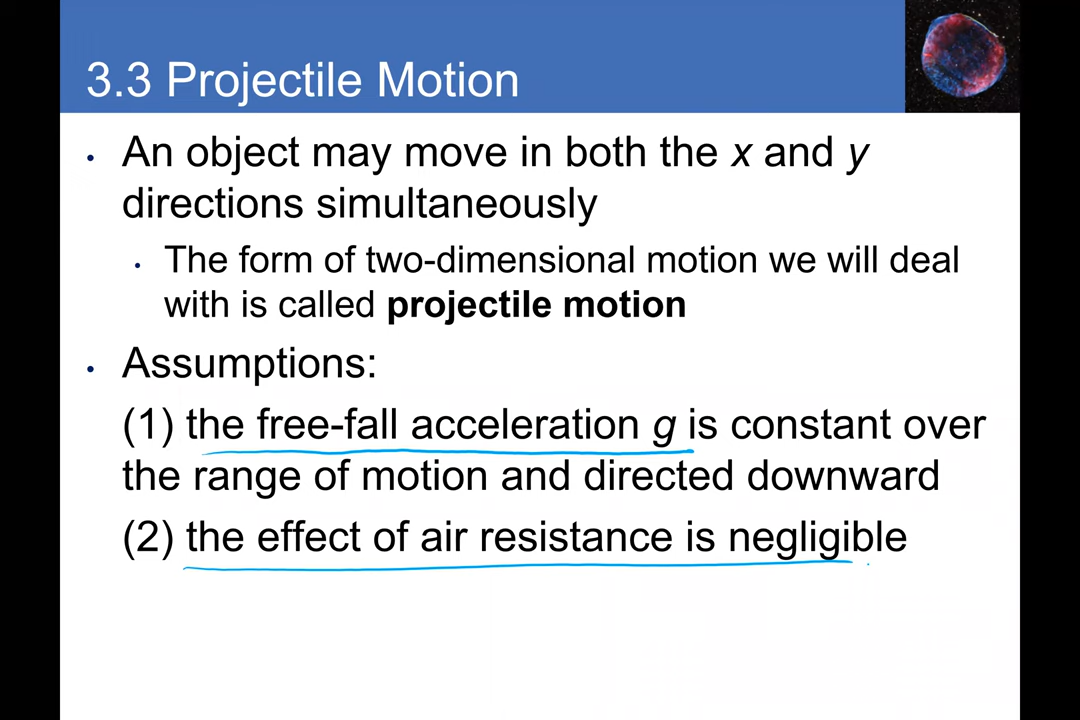 3.3 Projectile Motion
• An object may move in both the x and y
directions simultaneously
• The form of two-dimensional motion we will deal
with is called projectile motion
• Assumptions:
(1) the free-fall acceleration g is constant over
the range of motion and directed downward
(2) the effect of air resistance is negligible